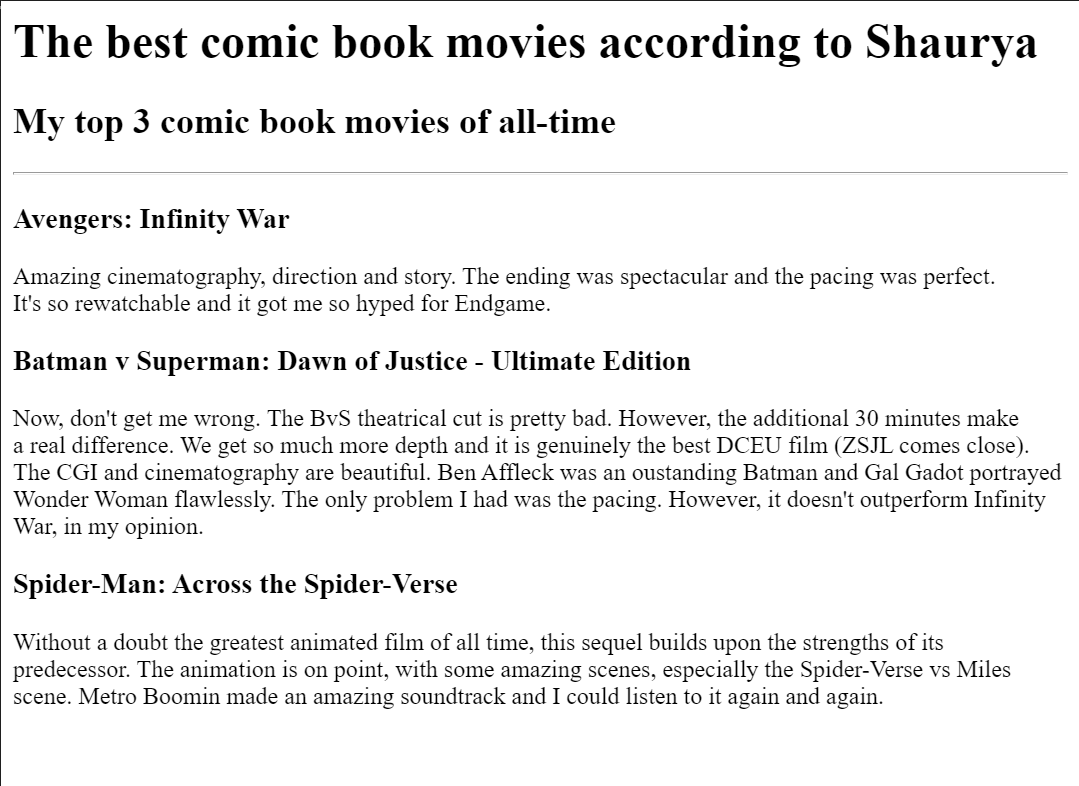 The best comic book movies according to Shaurya
My top 3 comic book movies of all-time
Avengers: Infinity War
Amazing cinematography, direction and story. The ending was spectacular and the pacing was perfect.
It's so rewatchable and it got me so hyped for Endgame.
Batman v Superman: Dawn of Justice - Ultimate Edition
Now, don't get me wrong. The BvS theatrical cut is pretty bad. However, the additional 30 minutes make
a real difference. We get so much more depth and it is genuinely the best DCEU film (ZSJL comes close).
The CGI and cinematography are beautiful. Ben Affleck was an oustanding Batman and Gal Gadot portrayed
Wonder Woman flawlessly. The only problem I had was the pacing. However, it doesn't outperform Infinity
War, in my opinion.
Spider-Man: Across the Spider-Verse
Without a doubt the greatest animated film of all time, this sequel builds upon the strengths of its
predecessor. The animation is on point, with some amazing scenes, especially the Spider-Verse vs Miles
scene. Metro Boomin made an amazing soundtrack and I could listen to it again and again.